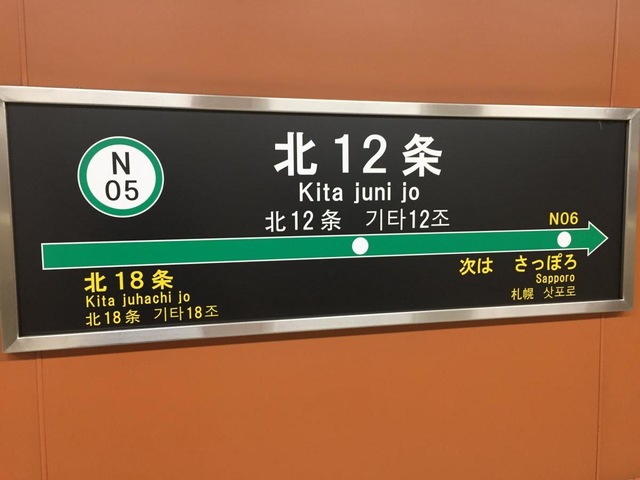 N
05
北12条
Kita juni jo
北12条 기타12조
N06
北18条
Kita juhachi jo
北18条 기타18조
次は さっぽろ
Sapporo
札幌 삿포로